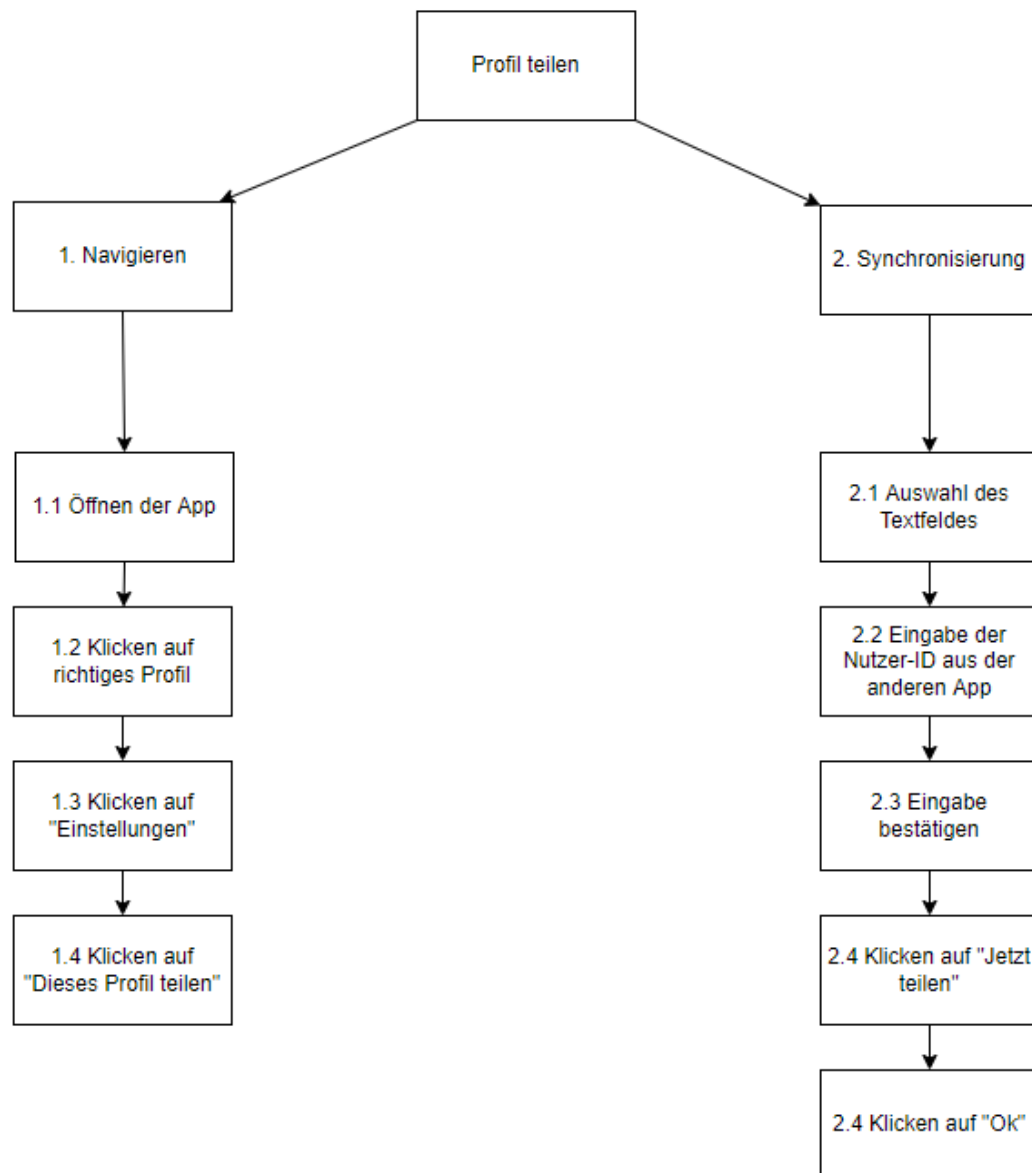 Profil teilen
1. Navigieren
2. Synchronisierung
1.1 Öffnen der App
2.1 Auswahl des
Textfeldes
1.2 Klicken auf
richtiges Profil
2.2 Eingabe der
Nutzer-ID aus der
anderen App
1.3 Klicken auf
"Einstellungen"
2.3 Eingabe
bestätigen
1.4 Klicken auf
"Dieses Profil teilen"
2.4 Klicken auf "Jetzt
teilen"
2.4 Klicken auf "Ok"